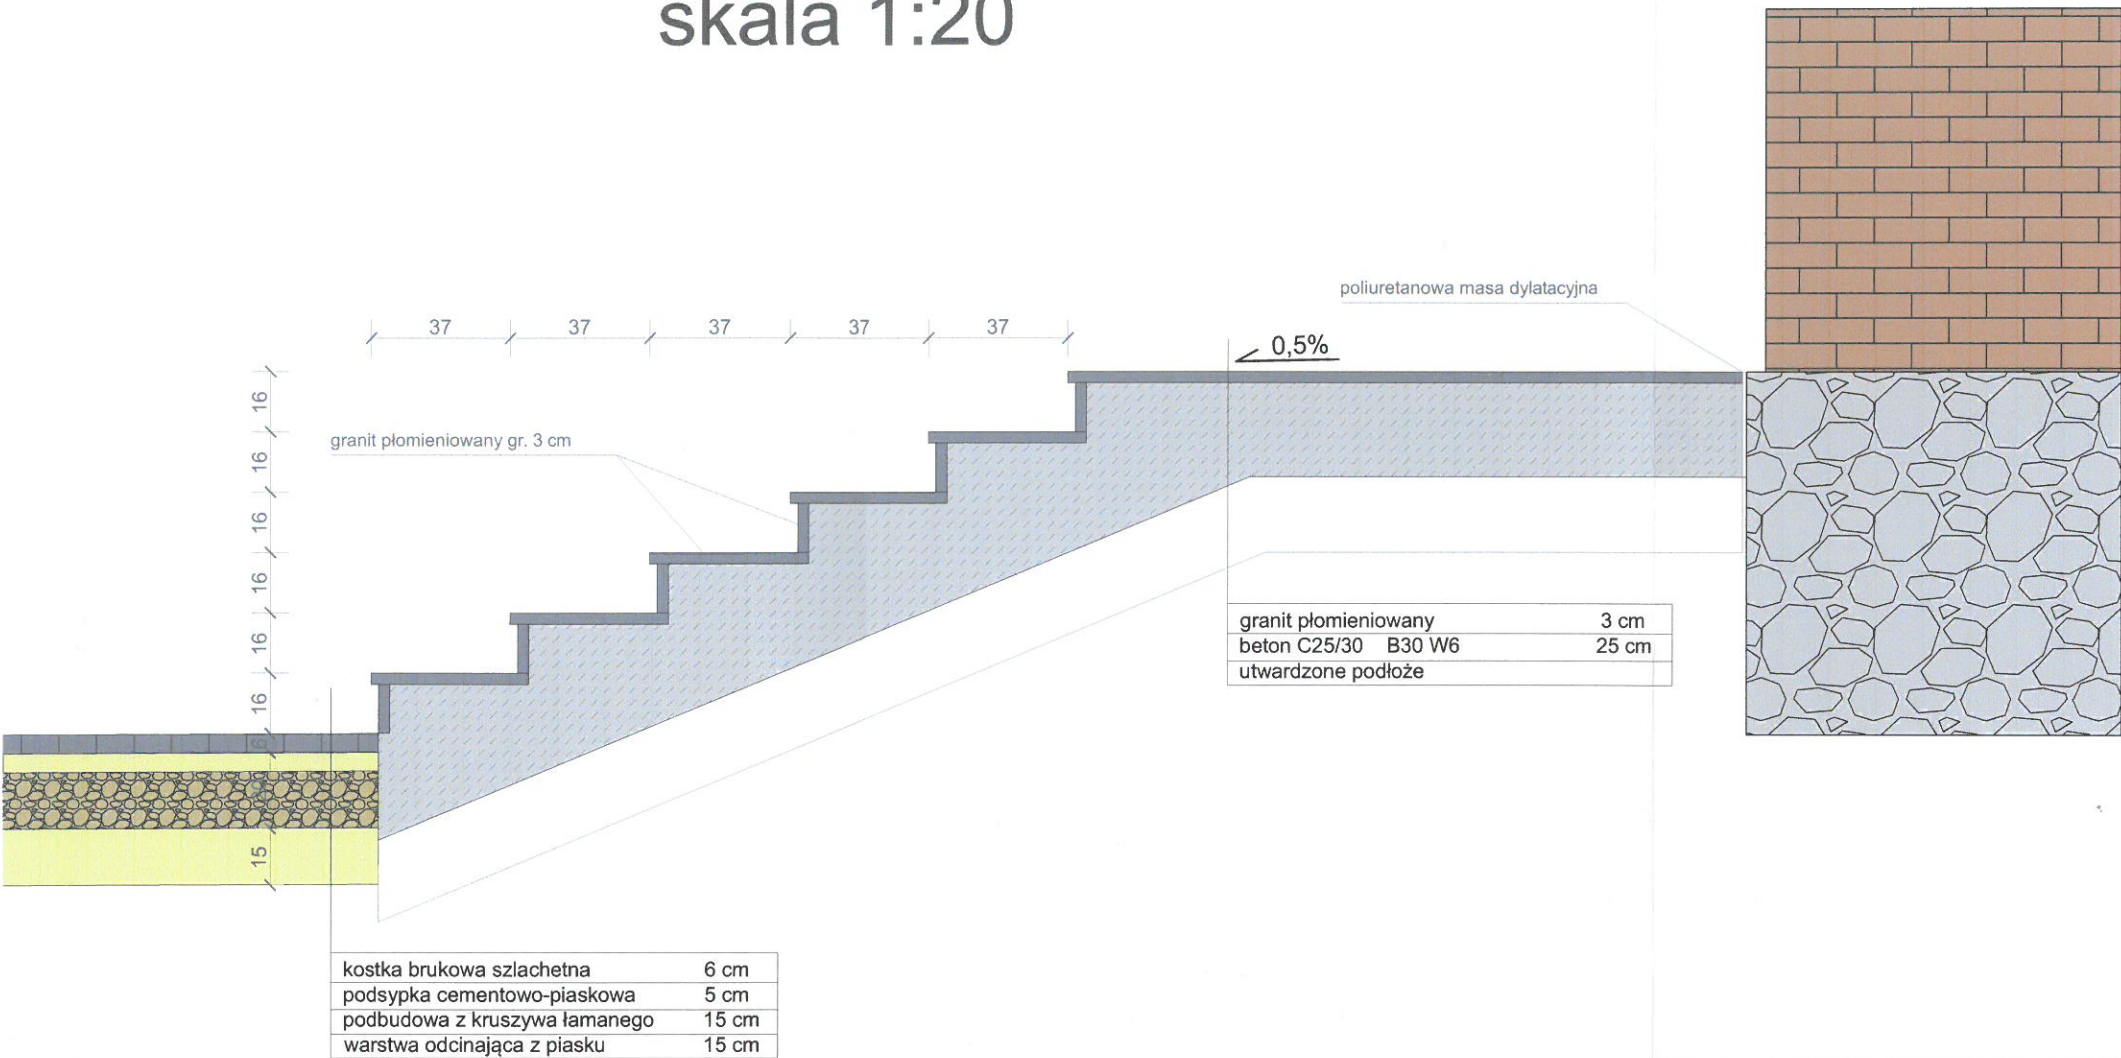 skala 1:20
poliuretanowa masa dylatacyjna
37 37 37 37 37
0,5%
16
granit płomieniowany gr. 3 cm
16
16
16
16
16
6
20
15
granit płomieniowany 3 cm
beton C25/30 B30 W6 25 cm
utwardzone podłoże
kostka brukowa szlachetna 6 cm
podsypka cementowo-piaskowa 5 cm
podbudowa z kruszywa łamanego 15 cm
warstwa odcinająca z piasku 15 cm